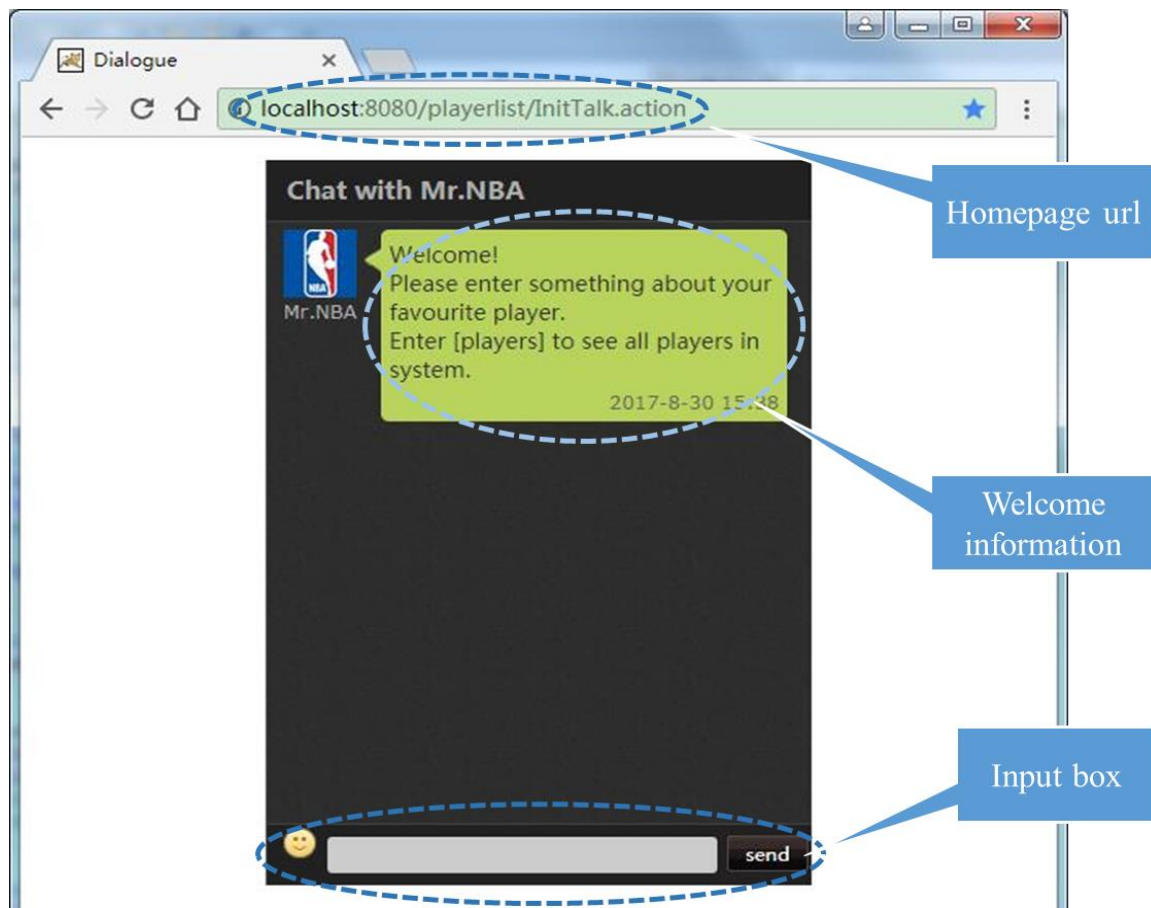 Dialogue
localhost:8080/playerlist/InitTalk.action
Homepage url
Chat with Mr.NBA
NBA
Mr.NBA
Welcome!
Please enter something about your
favourite player.
Enter [players] to see all players in
system.
2017-8-30 15:38
Welcome
information
Input box
send